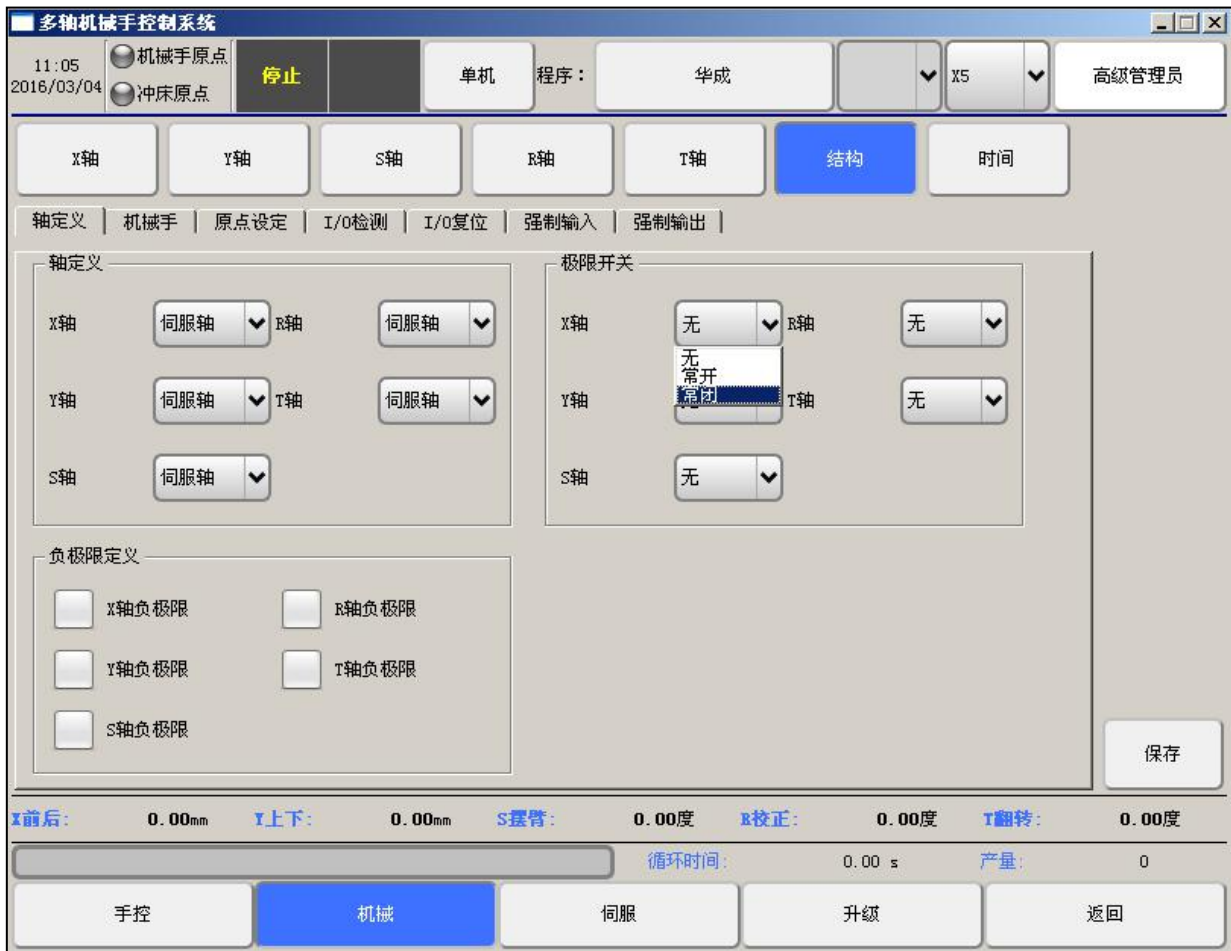 多轴机械手控制系统
11:05
2016/03/04
机械手原点
冲床原点
停止
单机
程序：
华成
X5
高级管理员
X轴 Y轴 S轴 R轴 T轴 结构 时间
轴定义 机械手 原点设定 I/O检测 I/O复位 强制输入 强制输出
轴定义
X轴 伺服轴 R轴 伺服轴
Y轴 伺服轴 T轴 伺服轴
S轴 伺服轴
极限开关
X轴 无 R轴 无
无
常开
常闭
Y轴 T轴 无
S轴 无
负极限定义
X轴负极限 R轴负极限
Y轴负极限 T轴负极限
S轴负极限
保存
X前后: 0.00mm Y上下: 0.00mm S摆臂: 0.00度 R校正: 0.00度 T翻转: 0.00度
循环时间: 0.00 s 产量: 0
手控 机械 伺服 升级 返回